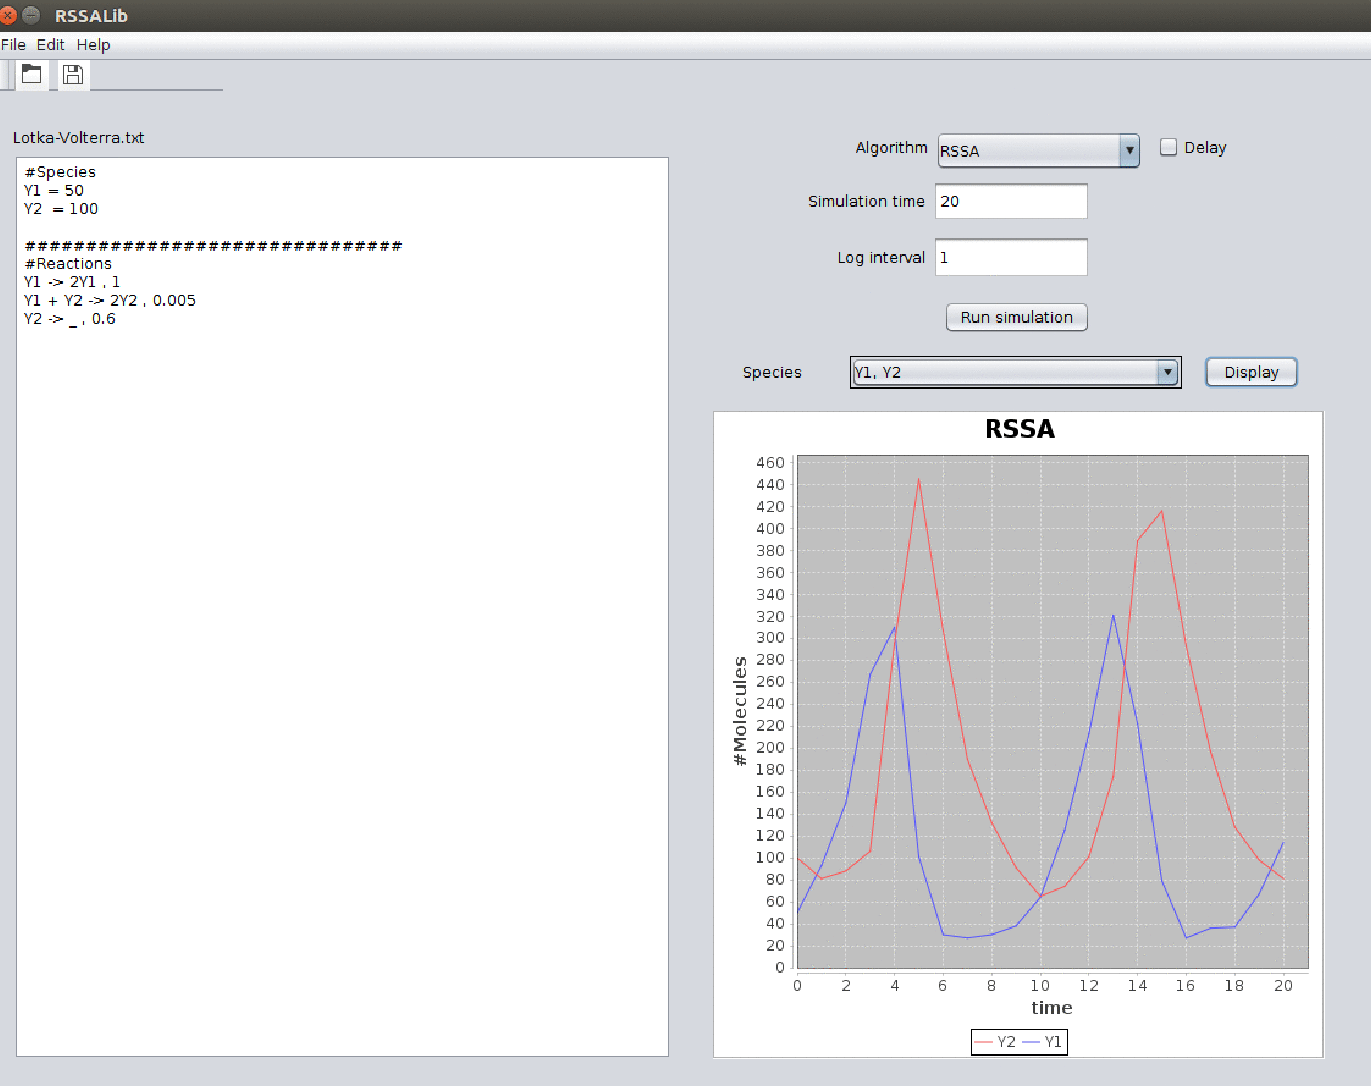 RSSALib
File Edit Help
Lotka-Volterra.txt
#Species
Y1 = 50
Y2  = 100
###############################
#Reactions
Y1 -> 2Y1 , 1
Y1 + Y2 -> 2Y2 , 0.005
Y2 -> _ , 0.6
Algorithm RSSA Delay
Simulation time 20
Log interval 1
Run simulation
Species Y1, Y2 Display
RSSA
460
440
420
400
380
360
340
320
300
280
260
240
220
200
180
160
140
120
100
80
60
40
20
0
#Molecules
0 2 4 6 8 10 12 14 16 18 20
time
Y2 Y1